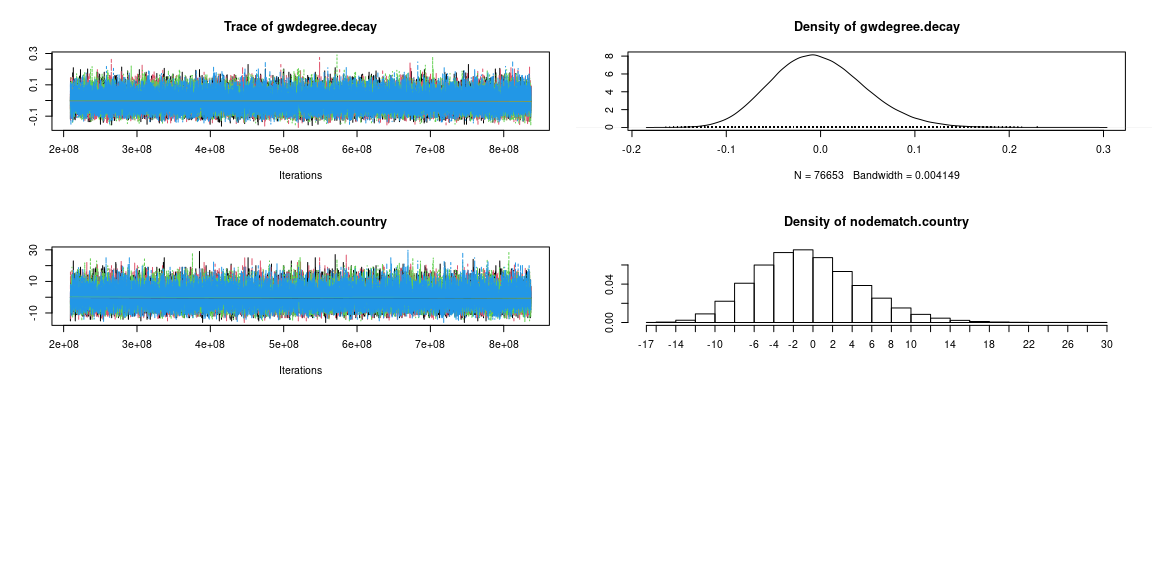 Trace of gwdegree.decay
0.3
0.1
-0.1
2e+08 3e+08 4e+08 5e+08 6e+08 7e+08 8e+08
Iterations
Density of gwdegree.decay
8
6
4
2
0
-0.2 -0.1 0.0 0.1 0.2 0.3
N = 76653 Bandwidth = 0.004149
Trace of nodematch.country
30
10
-10
2e+08 3e+08 4e+08 5e+08 6e+08 7e+08 8e+08
Iterations
Density of nodematch.country
0.04
0.00
-17 -14 -10 -6 -4 -2 0 2 4 6 8 10 14 18 22 26 30